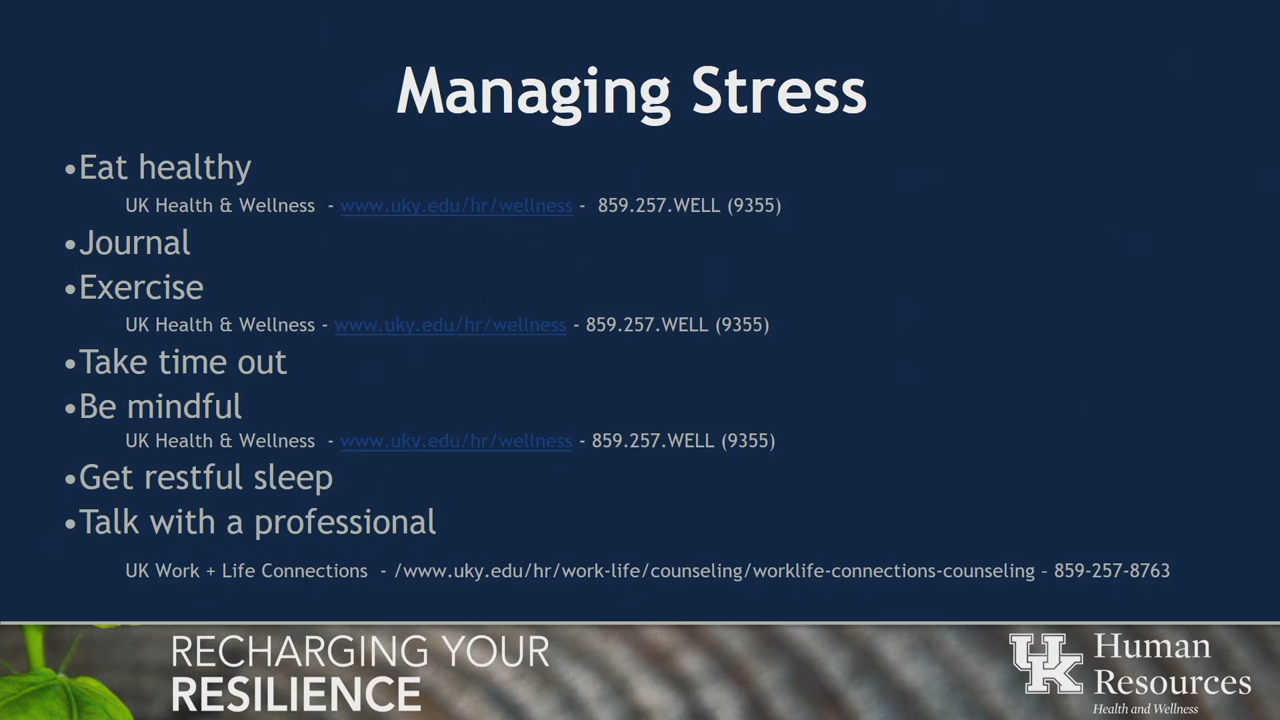 Managing Stress
•Eat healthy
UK Health & Wellness - www.uky.edu/hr/wellness - 859.257.WELL (9355)
•Journal
•Exercise
UK Health & Wellness - www.uky.edu/hr/wellness - 859.257.WELL (9355)
•Take time out
•Be mindful
UK Health & Wellness - www.uky.edu/hr/wellness - 859.257.WELL (9355)
•Get restful sleep
•Talk with a professional
UK Work + Life Connections - /www.uky.edu/hr/work-life/counseling/worklife-connections-counseling – 859-257-8763
RECHARGING YOUR
RESILIENCE
UK Human
Resources
Health and Wellness